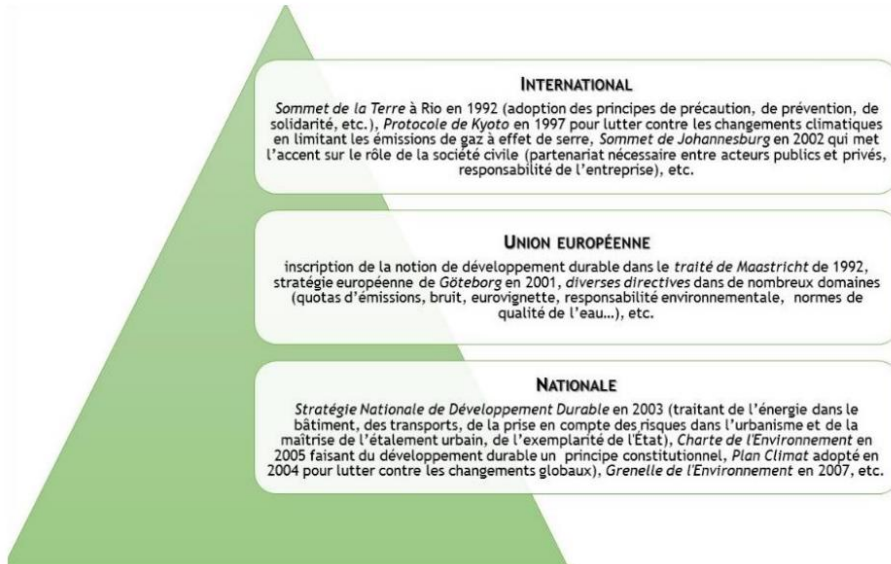 INTERNATIONAL
Sommet de la Terre à Rio en 1992 (adoption des principes de précaution, de prévention, de
solidarité, etc.), Protocole de Kyoto en 1997 pour lutter contre les changements climatiques
en limitant les émissions de gaz à effet de serre, Sommet de Johannesburg en 2002 qui met
l'accent sur le rôle de la société civile (partenariat nécessaire entre acteurs publics et privés,
responsabilité de l'entreprise), etc.
UNION EUROPÉENNE
inscription de la notion de développement durable dans le traité de Maastricht de 1992,
stratégie européenne de Göteborg en 2001, diverses directives dans de nombreux domaines
(quotas d'émissions, bruit, eurovignette, responsabilité environnementale, normes de
qualité de l'eau…), etc.
NATIONALE
Stratégie Nationale de Développement Durable en 2003 (traitant de l'énergie dans le
bâtiment, des transports, de la prise en compte des risques dans l'urbanisme et de la
maîtrise de l'étalement urbain, de l'exemplarité de l'État), Charte de l'Environnement en
2005 faisant du développement durable un principe constitutionnel, Plan Climat adopté en
2004 pour lutter contre les changements globaux), Grenelle de l'Environnement en 2007, etc.